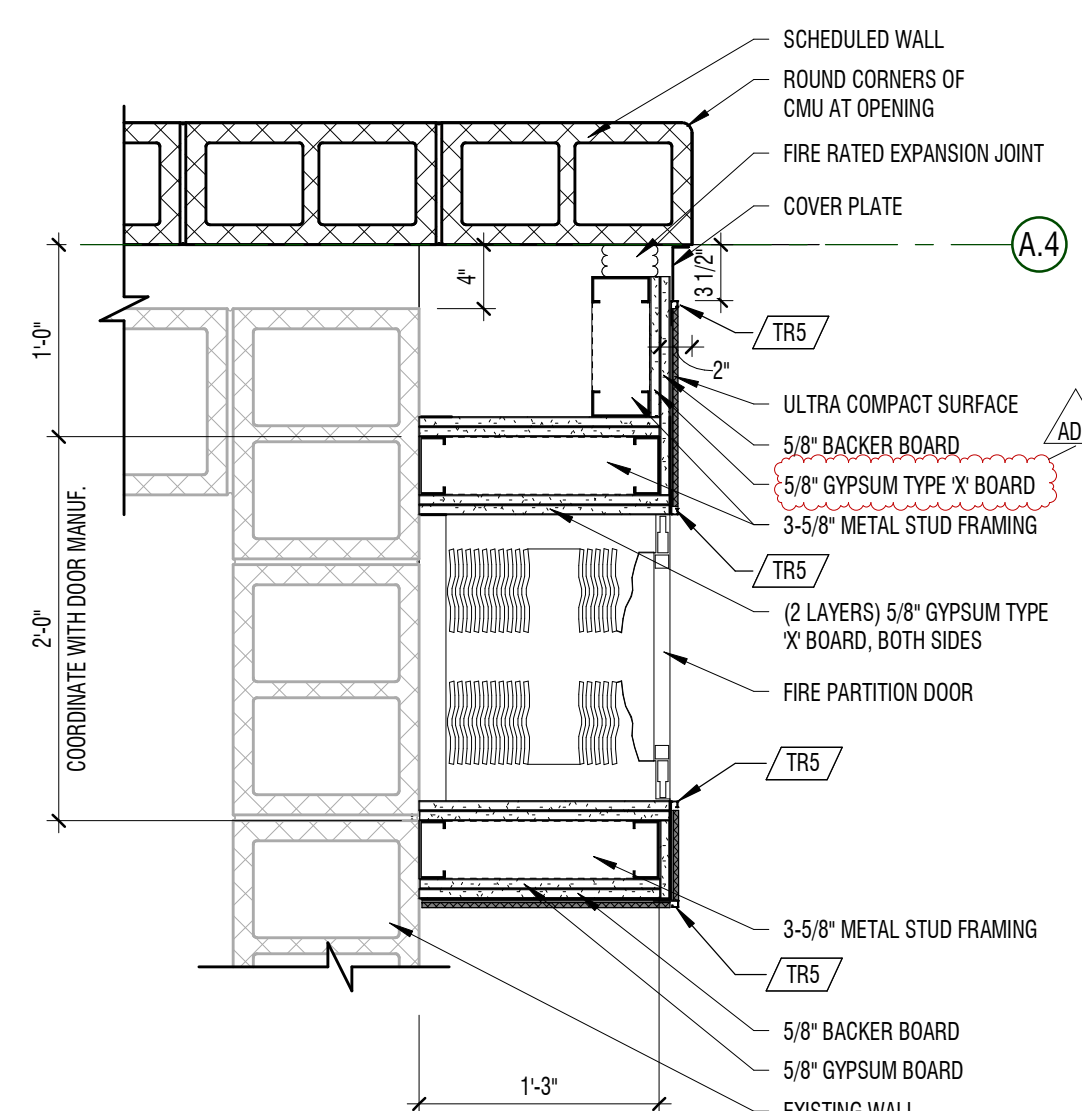 SCHEDULED WALL
ROUND CORNERS OF
CMU AT OPENING
FIRE RATED EXPANSION JOINT
COVER PLATE
A.4
4"
3 1/2"
1'-0"
TR5
2"
ULTRA COMPACT SURFACE
AD
5/8" BACKER BOARD
5/8" GYPSUM TYPE 'X' BOARD
3-5/8" METAL STUD FRAMING
TR5
(2 LAYERS) 5/8" GYPSUM TYPE
'X' BOARD, BOTH SIDES
2'-0"
COORDINATE WITH DOOR MANUF.
FIRE PARTITION DOOR
TR5
3-5/8" METAL STUD FRAMING
TR5
5/8" BACKER BOARD
5/8" GYPSUM BOARD
1'-3"
EXISTING WALL